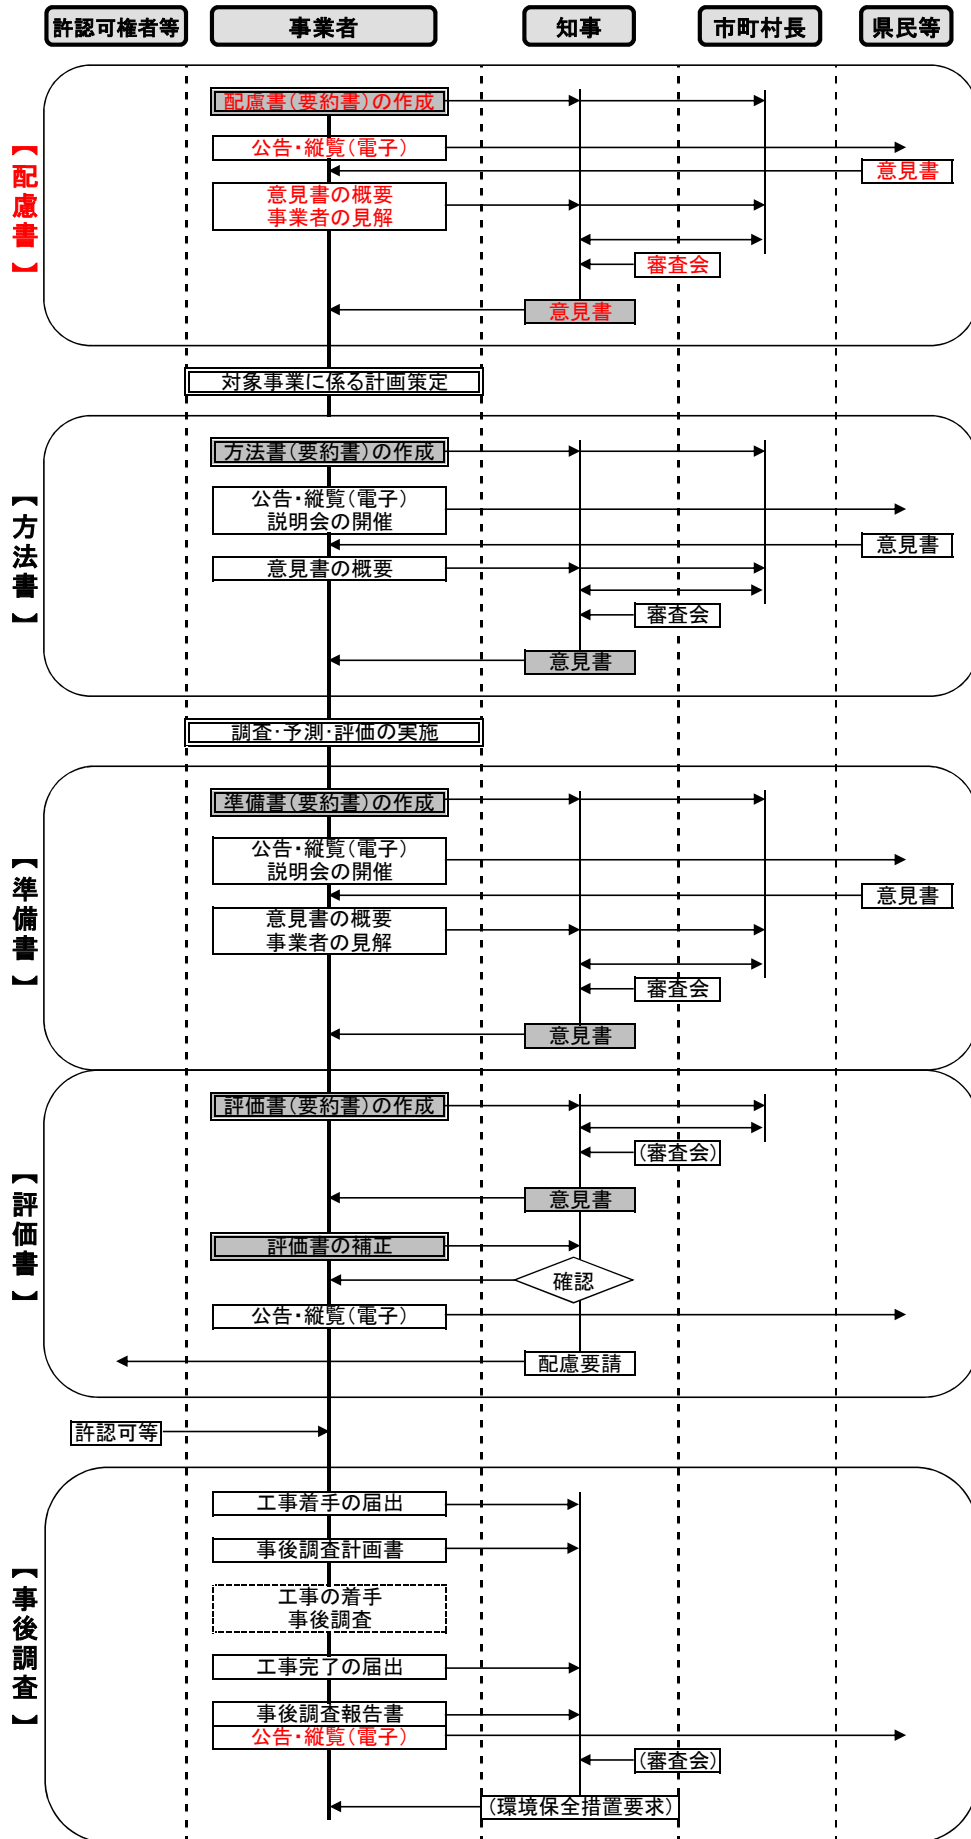 許認可権者等
事業者
知事
市町村長
県民等
【配慮書】
配慮書(要約書)の作成
公告・縦覧(電子)
意見書
意見書の概要
事業者の見解
審査会
意見書
対象事業に係る計画策定
【方法書】
方法書(要約書)の作成
公告・縦覧(電子)
説明会の開催
意見書
意見書の概要
審査会
意見書
調査・予測・評価の実施
【準備書】
準備書(要約書)の作成
公告・縦覧(電子)
説明会の開催
意見書
意見書の概要
事業者の見解
審査会
意見書
【評価書】
評価書(要約書)の作成
(審査会)
意見書
評価書の補正
確認
公告・縦覧(電子)
配慮要請
許認可等
【事後調査】
工事着手の届出
事後調査計画書
工事の着手
事後調査
工事完了の届出
事後調査報告書
公告・縦覧(電子)
(審査会)
(環境保全措置要求)